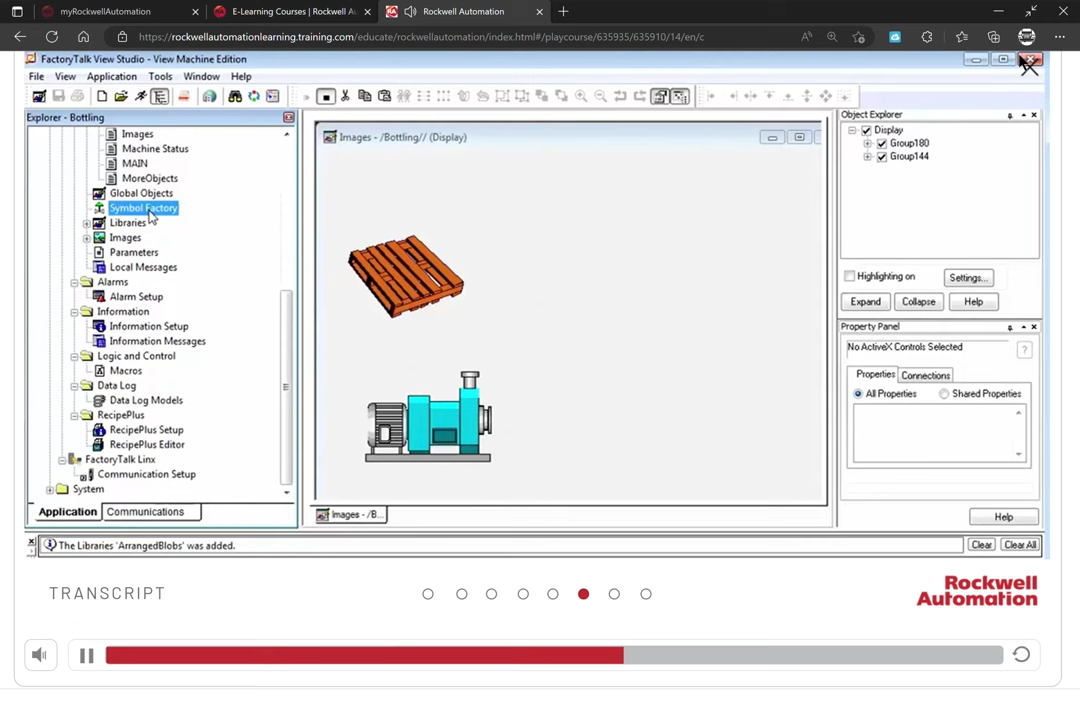 myRockwellAutomation
E-Learning Courses | Rockwell Au
Rockwell Automation
https://rockwellautomationlearning.training.com/educate/rockwellautomation/index.html#/playcourse/635935/635910/14/en/c
FactoryTalk View Studio - View Machine Edition
File View Application Tools Window Help
Explorer - Bottling
Images
Machine Status
MAIN
MoreObjects
Global Objects
Symbol Factory
Libraries
Images
Parameters
Local Messages
Alarms
Alarm Setup
Information
Information Setup
Information Messages
Logic and Control
Macros
Data Log
Data Log Models
RecipePlus
RecipePlus Setup
RecipePlus Editor
FactoryTalk Linx
Communication Setup
System
Application Communications
Images - /Bottling// (Display)
Images - /B...
Object Explorer
Display
Group180
Group144
Highlighting on Settings...
Expand Collapse Help
Property Panel
No ActiveX Controls Selected
?
Properties Connections
All Properties Shared Properties
Help
The Libraries 'ArrangedBlobs' was added.
Clear Clear All
TRANSCRIPT
Rockwell
Automation